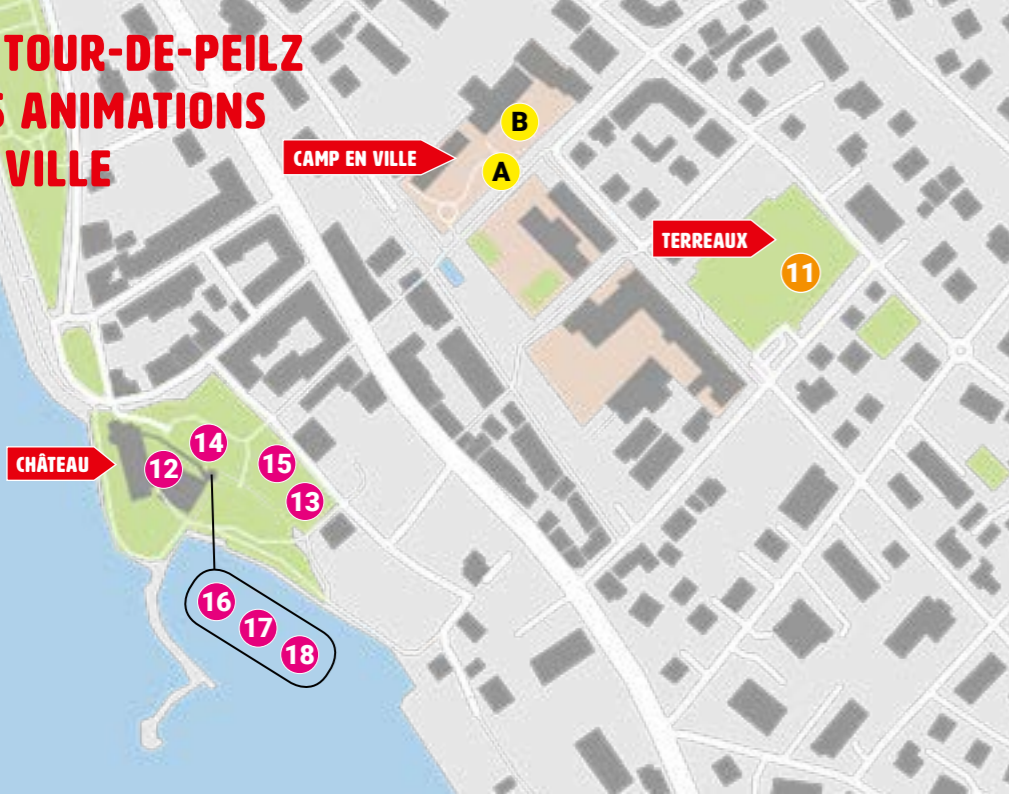 TOUR-DE-PEILZ
S ANIMATIONS
VILLE
B
CAMP EN VILLE
A
TERREAUX
11
CHÂTEAU
14
12
15
13
16
17
18